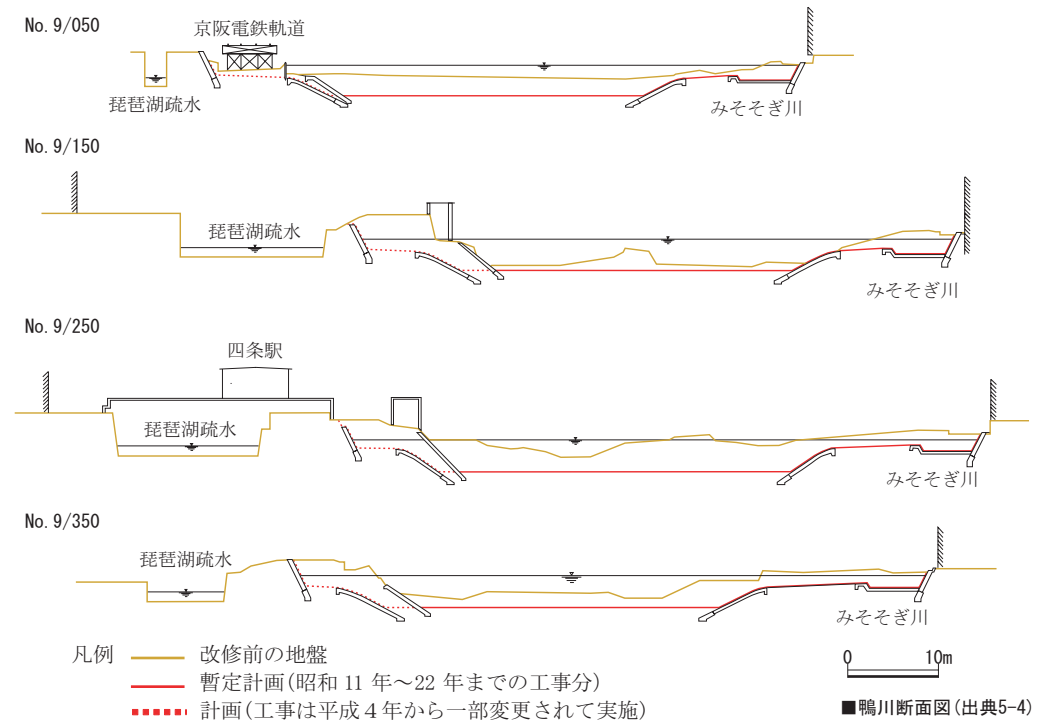 No. 9/050
京阪電鉄軌道
琵琶湖疏水
みそそぎ川
No. 9/150
琵琶湖疏水
みそそぎ川
No. 9/250
四条駅
琵琶湖疏水
みそそぎ川
No. 9/350
琵琶湖疏水
みそそぎ川
凡例
改修前の地盤
暫定計画(昭和 11 年～22 年までの工事分)
計画(工事は平成４年から一部変更されて実施)
0 10m
■鴨川断面図(出典5-4)